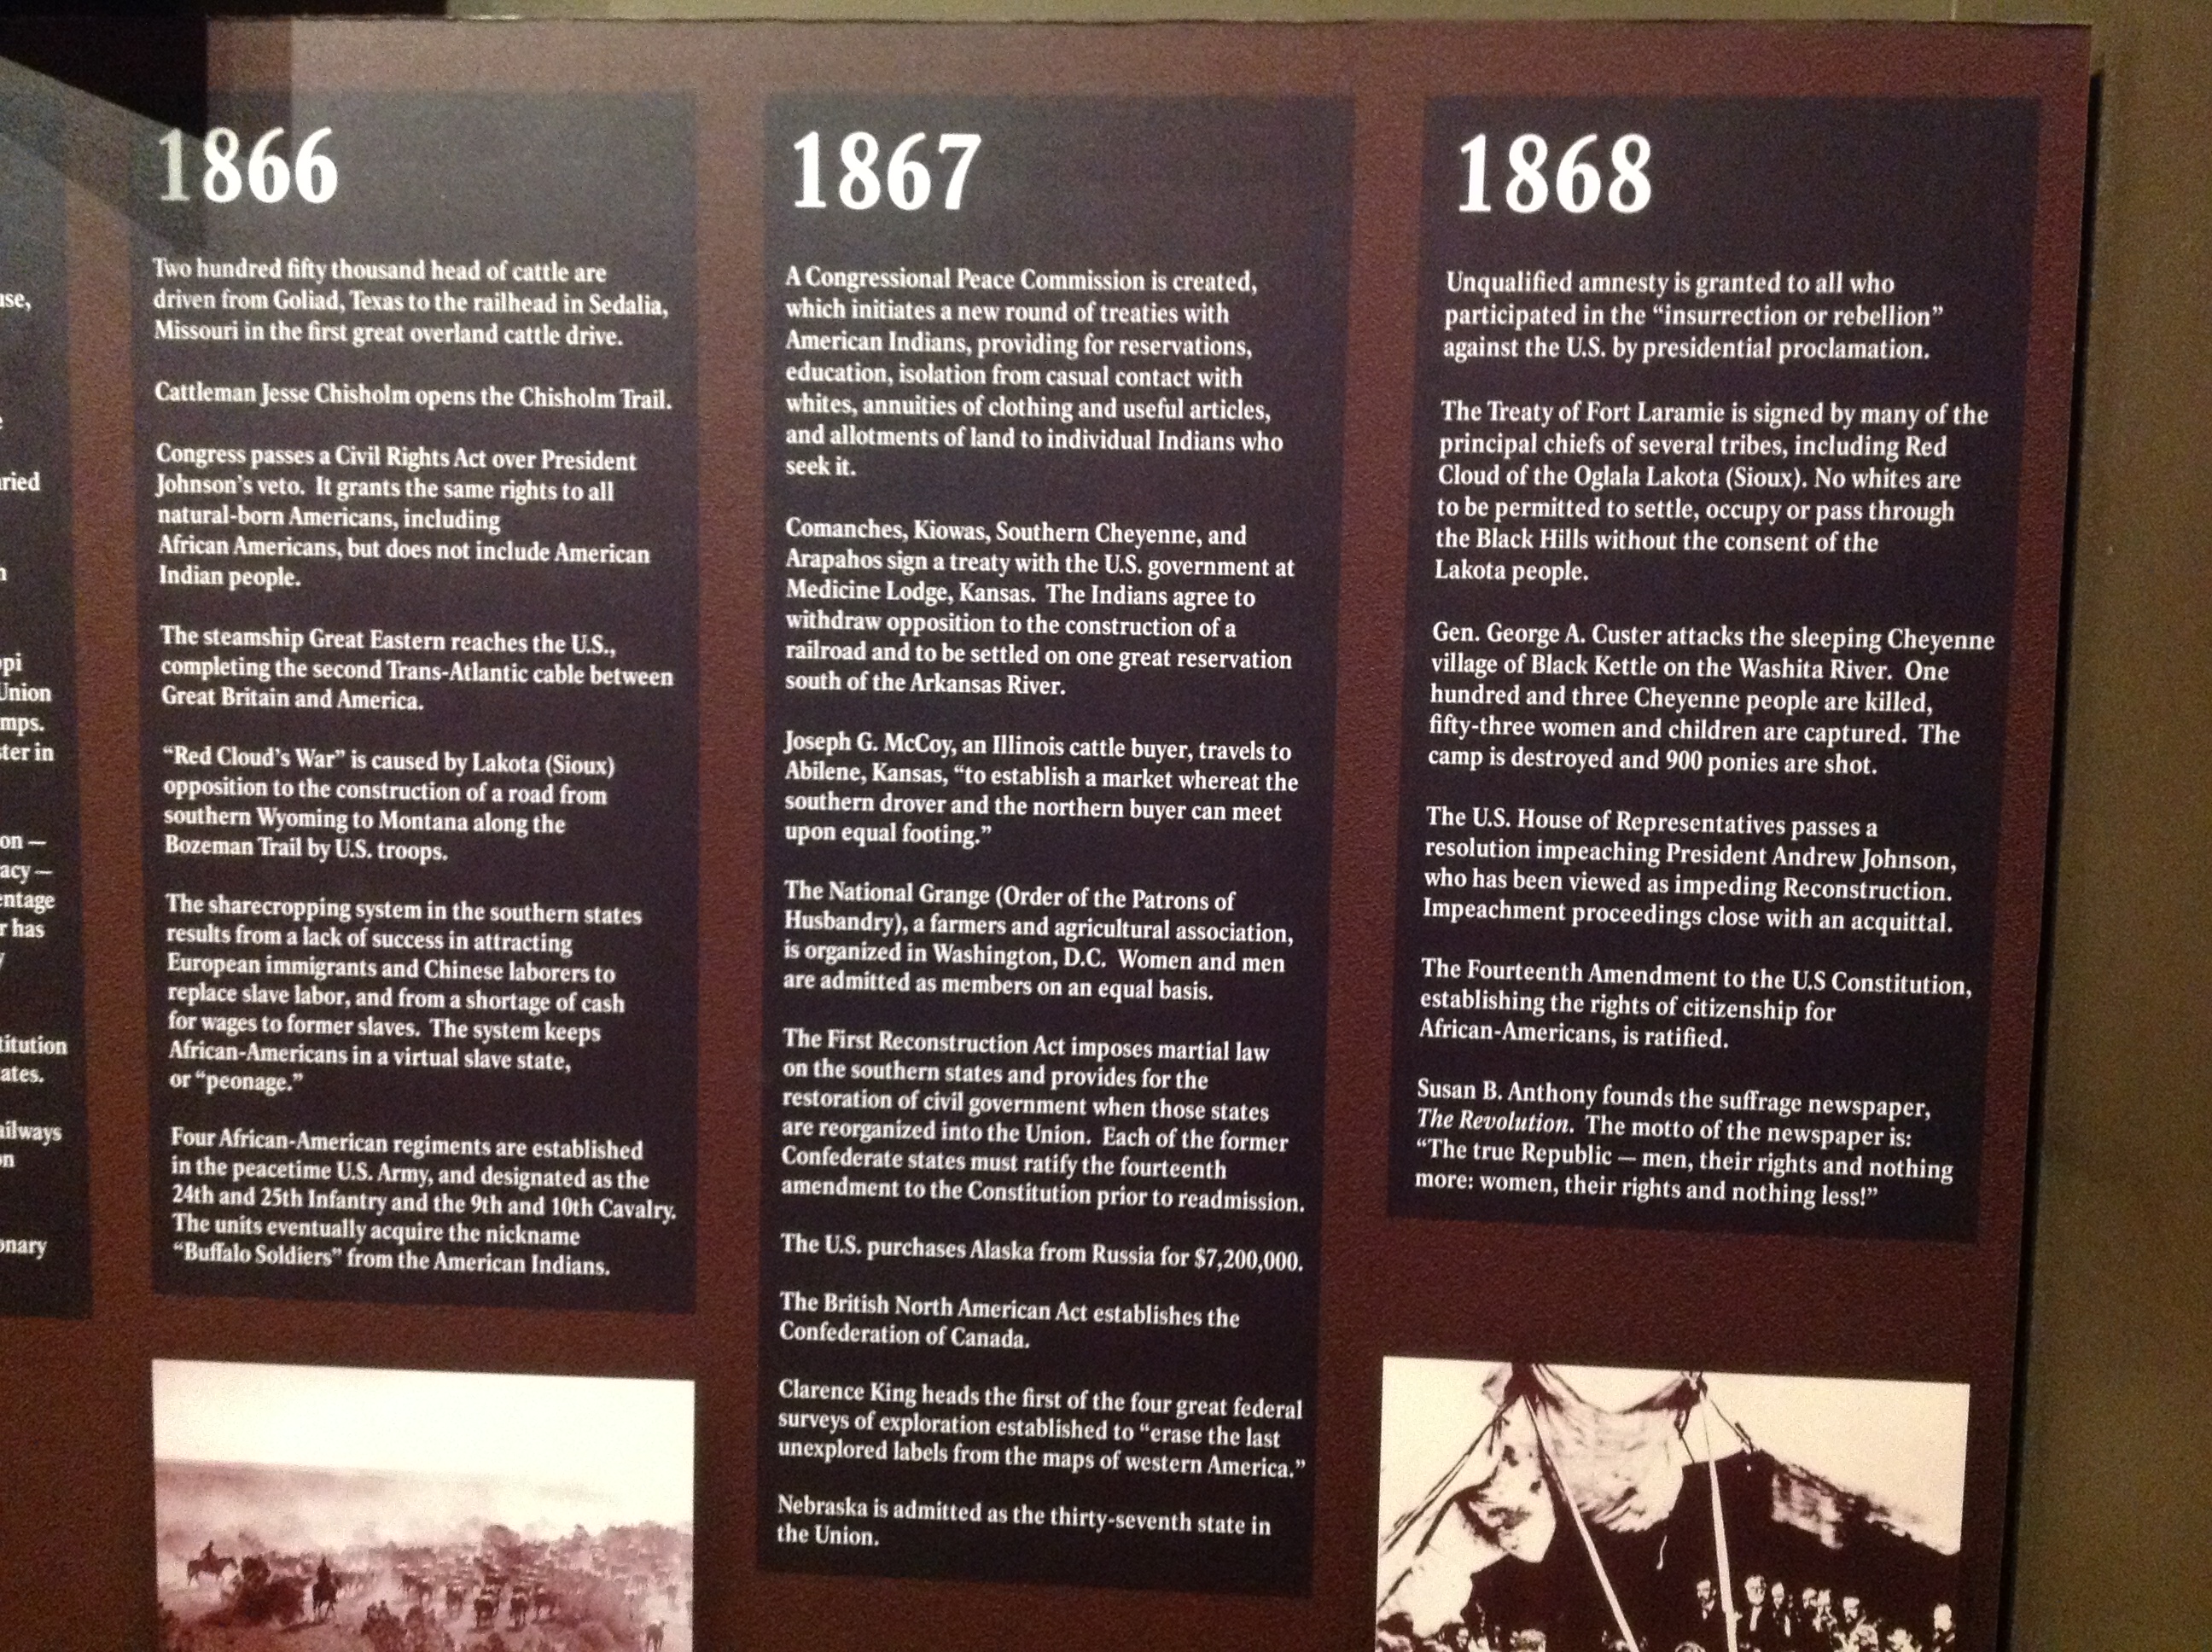 use,
ried
pi
Union
mps.
ter in
on —
acy —
entage
r has
y
titution
ates.
ailways
on
onary
1866
Two hundred fifty thousand head of cattle are
driven from Goliad, Texas to the railhead in Sedalia,
Missouri in the first great overland cattle drive.
Cattleman Jesse Chisholm opens the Chisholm Trail.
Congress passes a Civil Rights Act over President
Johnson's veto. It grants the same rights to all
natural-born Americans, including
African Americans, but does not include American
Indian people.
The steamship Great Eastern reaches the U.S.,
completing the second Trans-Atlantic cable between
Great Britain and America.
“Red Cloud's War” is caused by Lakota (Sioux)
opposition to the construction of a road from
southern Wyoming to Montana along the
Bozeman Trail by U.S. troops.
The sharecropping system in the southern states
results from a lack of success in attracting
European immigrants and Chinese laborers to
replace slave labor, and from a shortage of cash
for wages to former slaves. The system keeps
African-Americans in a virtual slave state,
or “peonage.”
Four African-American regiments are established
in the peacetime U.S. Army, and designated as the
24th and 25th Infantry and the 9th and 10th Cavalry.
The units eventually acquire the nickname
“Buffalo Soldiers” from the American Indians.
1867
A Congressional Peace Commission is created,
which initiates a new round of treaties with
American Indians, providing for reservations,
education, isolation from casual contact with
whites, annuities of clothing and useful articles,
and allotments of land to individual Indians who
seek it.
Comanches, Kiowas, Southern Cheyenne, and
Arapahos sign a treaty with the U.S. government at
Medicine Lodge, Kansas. The Indians agree to
withdraw opposition to the construction of a
railroad and to be settled on one great reservation
south of the Arkansas River.
Joseph G. McCoy, an Illinois cattle buyer, travels to
Abilene, Kansas, “to establish a market whereat the
southern drover and the northern buyer can meet
upon equal footing.”
The National Grange (Order of the Patrons of
Husbandry), a farmers and agricultural association,
is organized in Washington, D.C. Women and men
are admitted as members on an equal basis.
The First Reconstruction Act imposes martial law
on the southern states and provides for the
restoration of civil government when those states
are reorganized into the Union. Each of the former
Confederate states must ratify the fourteenth
amendment to the Constitution prior to readmission.
The U.S. purchases Alaska from Russia for $7,200,000.
The British North American Act establishes the
Confederation of Canada.
Clarence King heads the first of the four great federal
surveys of exploration established to “erase the last
unexplored labels from the maps of western America.”
Nebraska is admitted as the thirty-seventh state in
the Union.
1868
Unqualified amnesty is granted to all who
participated in the “insurrection or rebellion”
against the U.S. by presidential proclamation.
The Treaty of Fort Laramie is signed by many of the
principal chiefs of several tribes, including Red
Cloud of the Oglala Lakota (Sioux). No whites are
to be permitted to settle, occupy or pass through
the Black Hills without the consent of the
Lakota people.
Gen. George A. Custer attacks the sleeping Cheyenne
village of Black Kettle on the Washita River. One
hundred and three Cheyenne people are killed,
fifty-three women and children are captured. The
camp is destroyed and 900 ponies are shot.
The U.S. House of Representatives passes a
resolution impeaching President Andrew Johnson,
who has been viewed as impeding Reconstruction.
Impeachment proceedings close with an acquittal.
The Fourteenth Amendment to the U.S Constitution,
establishing the rights of citizenship for
African-Americans, is ratified.
Susan B. Anthony founds the suffrage newspaper,
The Revolution. The motto of the newspaper is:
“The true Republic — men, their rights and nothing
more: women, their rights and nothing less!”